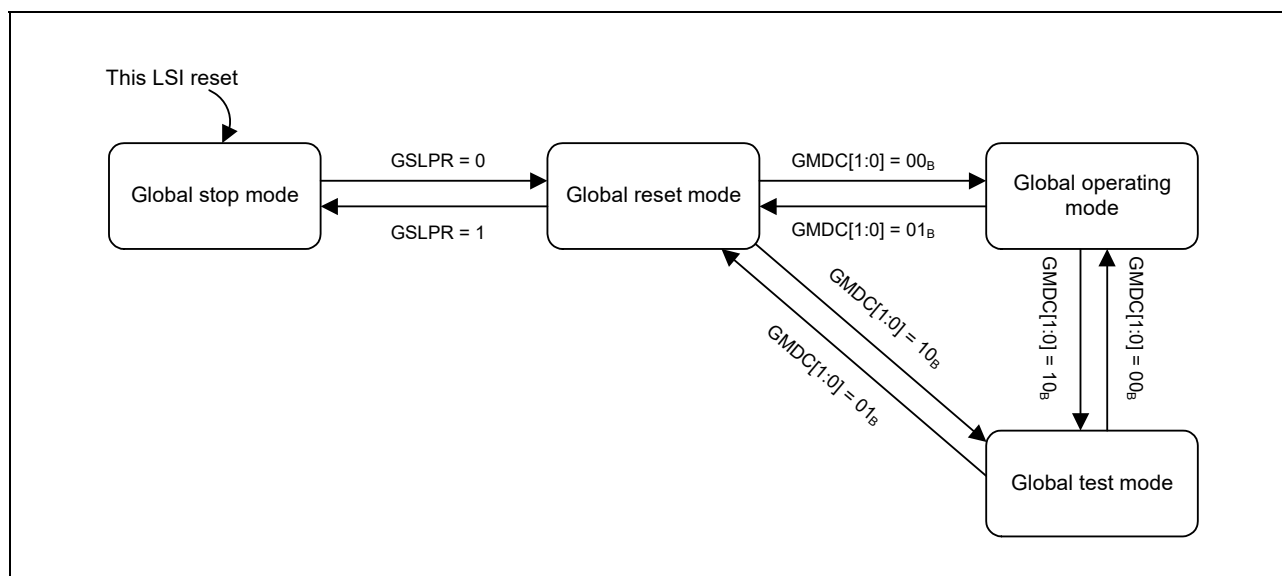 This LSI reset
Global stop mode
GSLPR = 0
GSLPR = 1
Global reset mode
GMDC[1:0] = 00B
GMDC[1:0] = 01B
Global operating
mode
GMDC[1:0] = 10B
GMDC[1:0] = 01B
GMDC[1:0] = 10B
GMDC[1:0] = 00B
Global test mode